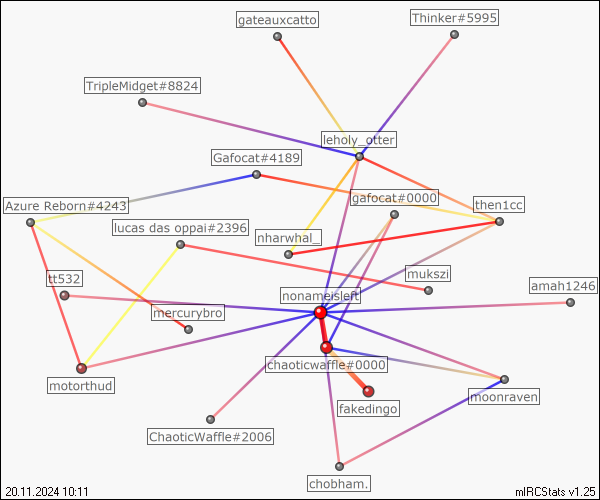 gateauxcatto
Thinker#5995
TripleMidget#8824
leholy_otter
Gafocat#4189
gafocat#0000
Azure Reborn#4243
then1cc
lucas das oppai#2396
nharwhal_
mukszi
tt532
nonameisleft
amah1246
mercurybro
chaoticwaffle#0000
motorthud
moonraven
fakedingo
ChaoticWaffle#2006
chobham.
20.11.2024 10:11
mIRCStats v1.25